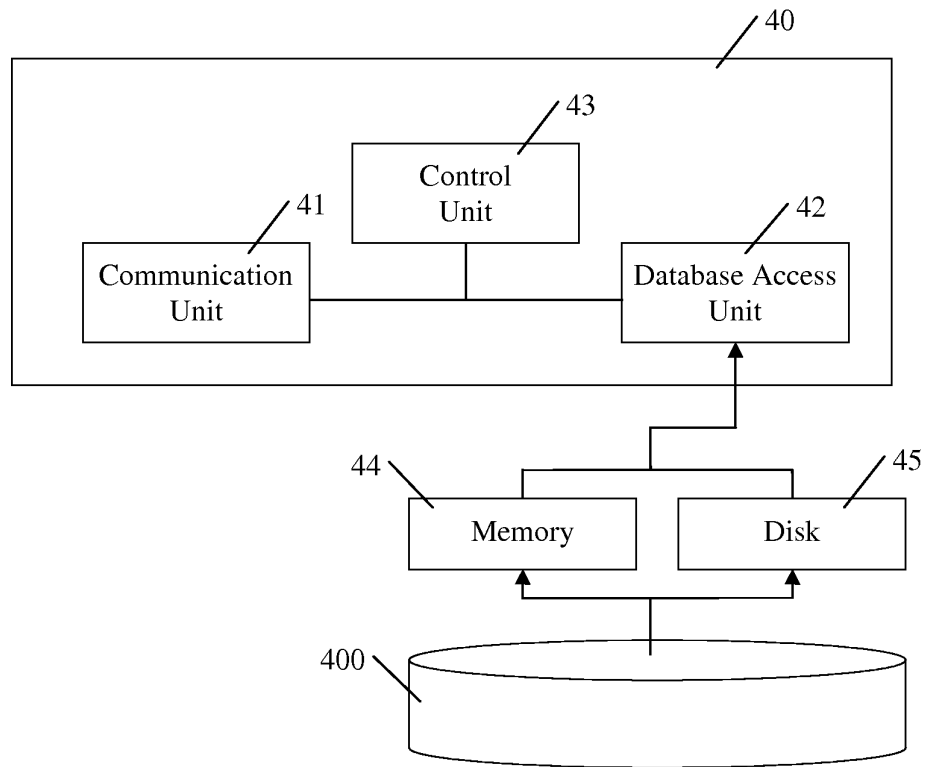 40
43
Control
Unit
41
Communication
Unit
42
Database Access
Unit
44
Memory
45
Disk
400